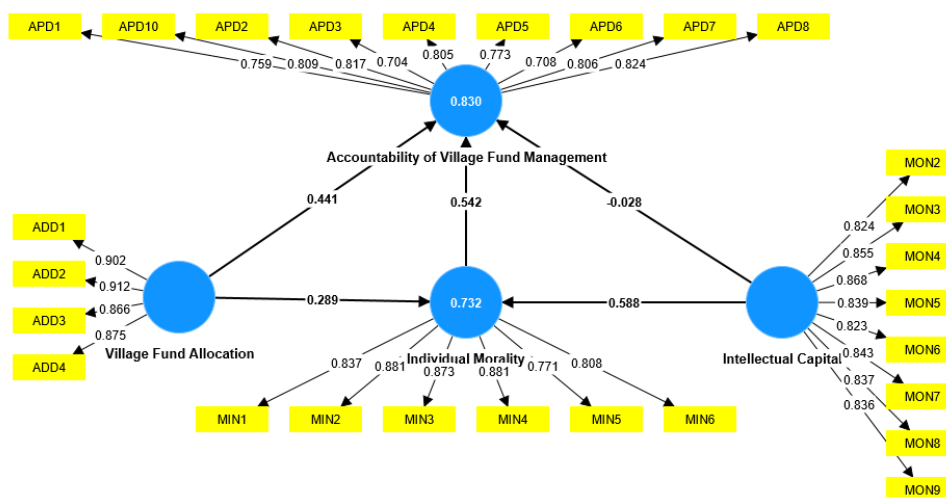 APD1 APD10 APD2 APD3 APD4 APD5 APD6 APD7 APD8
0.759 0.809 0.817 0.704 0.805 0.773 0.708 0.806 0.824
0.830
Accountability of Village Fund Management
0.441 0.542 -0.028
ADD1
ADD2
ADD3
ADD4
0.902
0.912
0.866
0.875
Village Fund Allocation
0.289
0.732
Individual Morality
0.588
Intellectual Capital
0.837 0.881 0.873 0.881 0.771 0.808
MIN1 MIN2 MIN3 MIN4 MIN5 MIN6
0.824
0.855
0.868
0.839
0.823
0.843
0.837
0.836
MON2
MON3
MON4
MON5
MON6
MON7
MON8
MON9